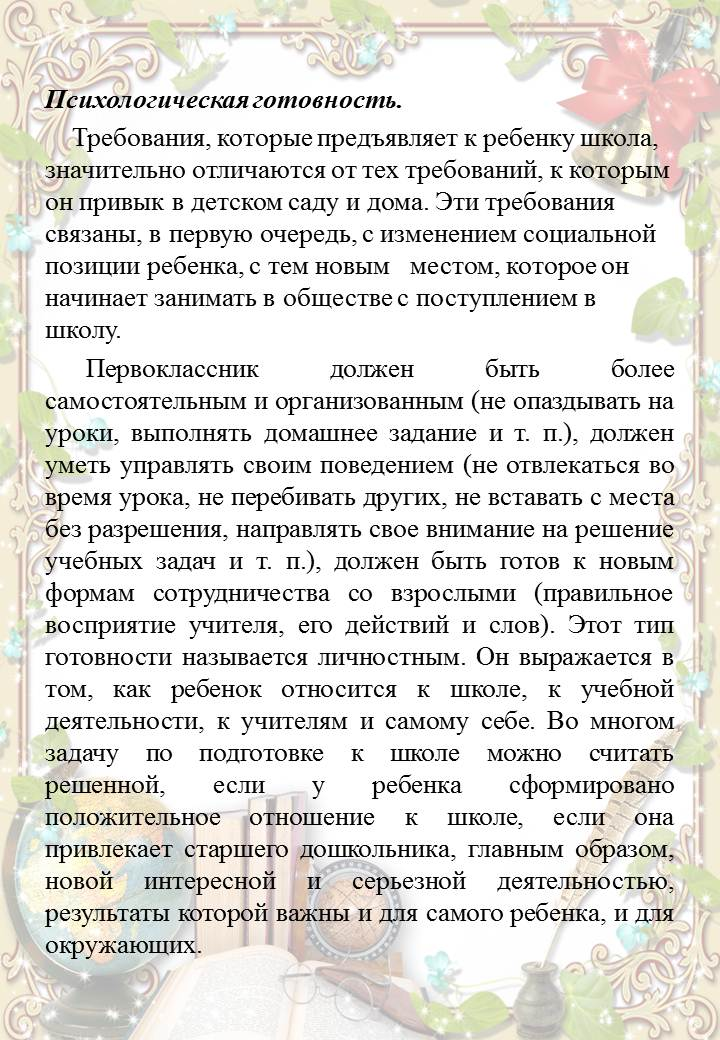 Психологическая готовность.
Требования, которые предъявляет к ребенку школа,
значительно отличаются от тех требований, к которым
он привык в детском саду и дома. Эти требования
связаны, в первую очередь, с изменением социальной
позиции ребенка, с тем новым местом, которое он
начинает занимать в обществе с поступлением в
школу.
Первоклассник должен быть более
самостоятельным и организованным (не опаздывать на
уроки, выполнять домашнее задание и т. п.), должен
уметь управлять своим поведением (не отвлекаться во
время урока, не перебивать других, не вставать с места
без разрешения, направлять свое внимание на решение
учебных задач и т. п.), должен быть готов к новым
формам сотрудничества со взрослыми (правильное
восприятие учителя, его действий и слов). Этот тип
готовности называется личностным. Он выражается в
том, как ребенок относится к школе, к учебной
деятельности, к учителям и самому себе. Во многом
задачу по подготовке к школе можно считать
решенной, если у ребенка сформировано
положительное отношение к школе, если она
привлекает старшего дошкольника, главным образом,
новой интересной и серьезной деятельностью,
результаты которой важны и для самого ребенка, и для
окружающих.